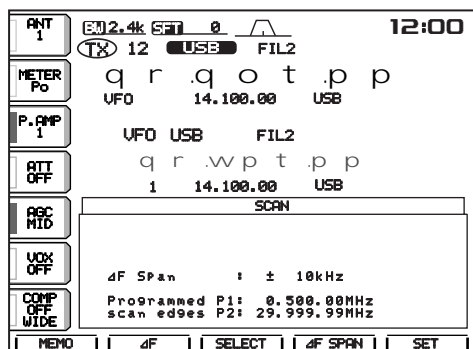 ANT 1
BW 2.4k SFT 0
12:00
TX 12 USB FIL2
METER Po
q r .q o t .p p
VFO 14.100.00 USB
P.AMP 1
VFO USB FIL2
ATT OFF
q r .w p t .p p
1 14.100.00 USB
AGC MID
SCAN
VOX OFF
⊿F SPan : ± 10kHz
COMP OFF WIDE
Programmed P1: 0.500.00MHz
scan edges P2: 29.999.99MHz
MEMO ⊿F SELECT ⊿F SPAN SET